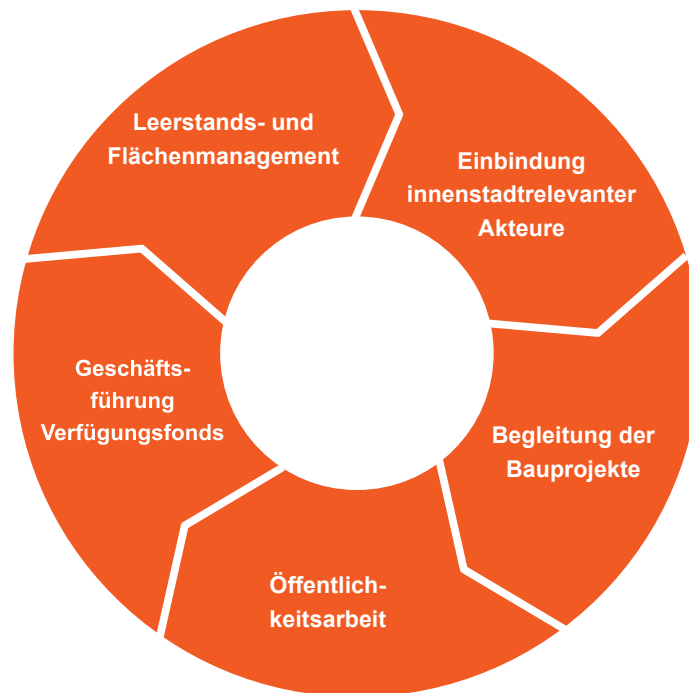 Leerstands- und
Flächenmanagement
Einbindung
innenstadtrelevanter
Akteure
Geschäfts-
führung
Verfügungsfonds
Begleitung der
Bauprojekte
Öffentlich-
keitsarbeit